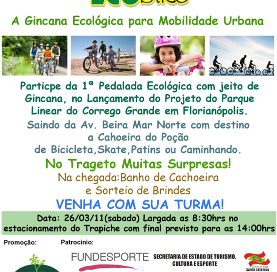 A Gincana Ecológica para Mobilidade Urbana
Particpe da 1ª Pedalada Ecológica com jeito de
Gincana, no Lançamento do Projeto do Parque
Linear do Corrego Grande em Florianópolis.
Saindo da Av. Beira Mar Norte com destino
a Cahoeira do Poção
de Bicicleta,Skate,Patins ou Caminhando.
No Trageto Muitas Surpresas!
Na chegada:Banho de Cachoeira
e Sorteio de Brindes
VENHA COM SUA TURMA!
Data: 26/03/11(sabado) Largada as 8:30hrs no
estacionamento do Trapiche com final previsto para as 14:00hrs
Promoção:
Patrocinio:
FUNDESPORTE
SECRETARIA DE ESTADO DE TURISMO,
CULTURA E ESPORTE
SANTA CATARINA